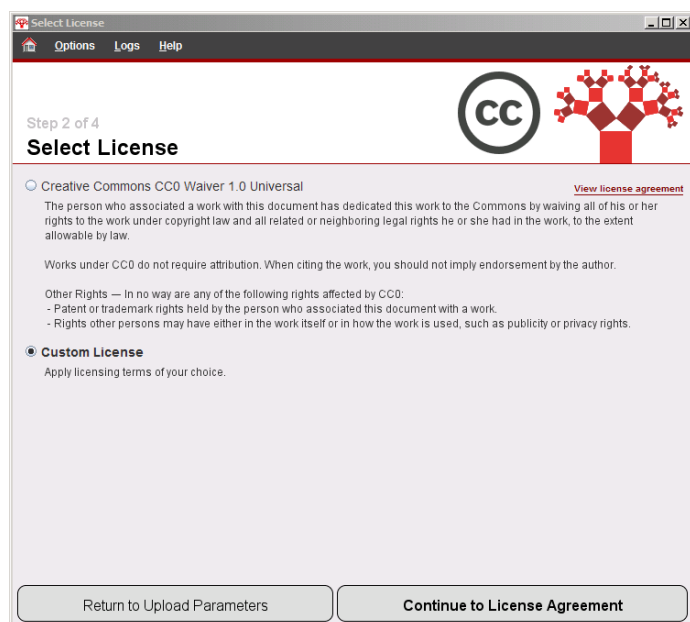 Select License
Options Logs Help
Step 2 of 4
Select License
CC
Creative Commons CC0 Waiver 1.0 Universal
View license agreement
The person who associated a work with this document has dedicated this work to the Commons by waiving all of his or her
rights to the work under copyright law and all related or neighboring legal rights he or she had in the work, to the extent
allowable by law.
Works under CC0 do not require attribution. When citing the work, you should not imply endorsement by the author.
Other Rights — In no way are any of the following rights affected by CC0:
- Patent or trademark rights held by the person who associated this document with a work.
- Rights other persons may have either in the work itself or in how the work is used, such as publicity or privacy rights.
Custom License
Apply licensing terms of your choice.
Return to Upload Parameters
Continue to License Agreement